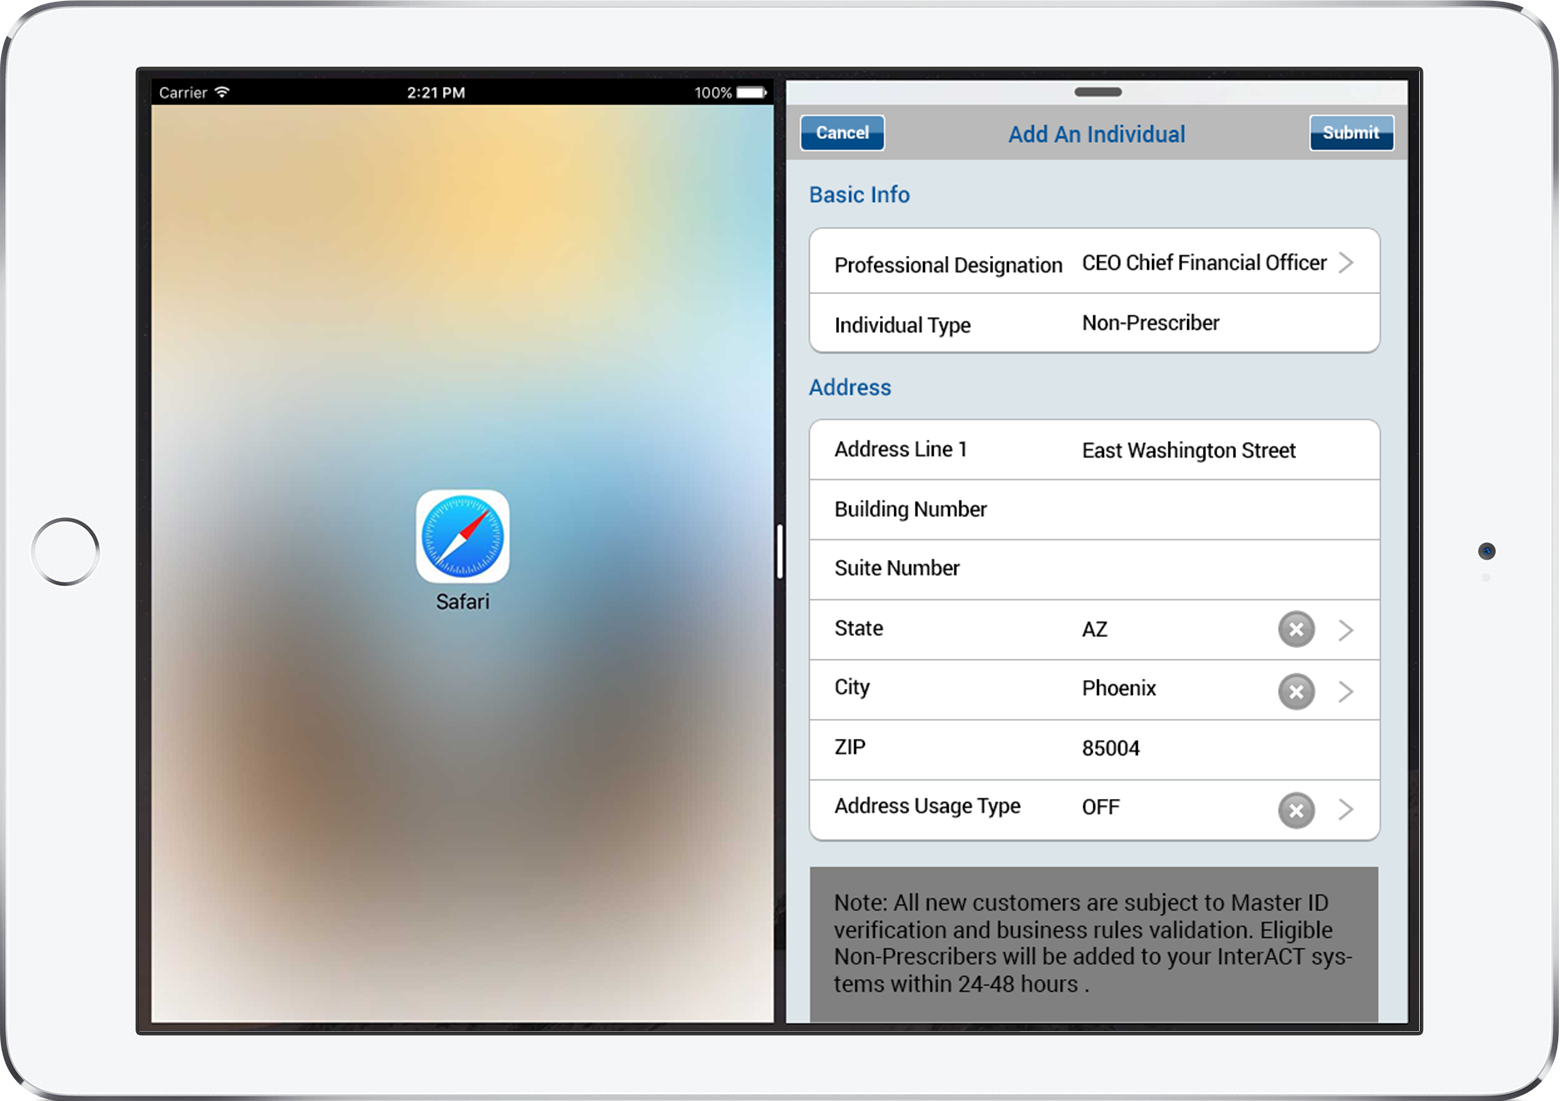 Carrier 2:21 PM 100%
Safari
Cancel Add An Individual Submit
Basic Info
Professional Designation CEO Chief Financial Officer
Individual Type Non-Prescriber
Address
Address Line 1 East Washington Street
Building Number
Suite Number
State AZ
City Phoenix
ZIP 85004
Address Usage Type OFF
Note: All new customers are subject to Master ID
verification and business rules validation. Eligible
Non-Prescribers will be added to your InterACT sys-
tems within 24-48 hours .